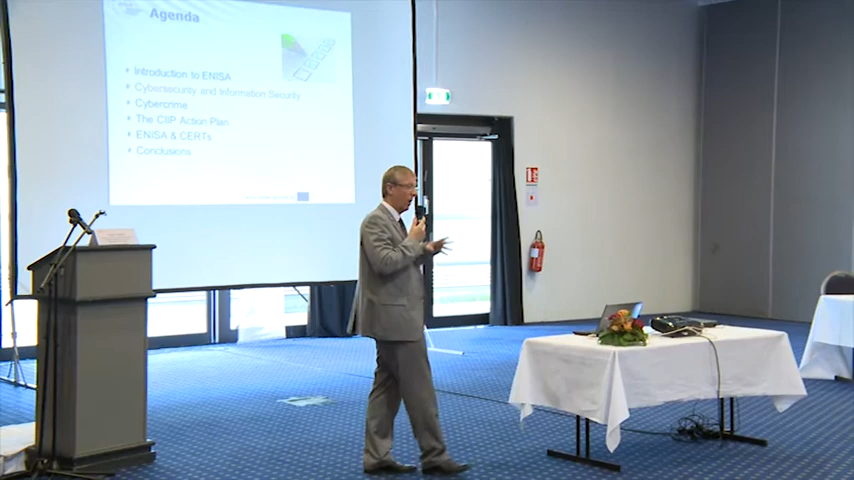 Agenda
Introduction to ENISA
Cybersecurity and Information Security
Cybercrime
The CIIP Action Plan
ENISA & CERTs
Conclusions